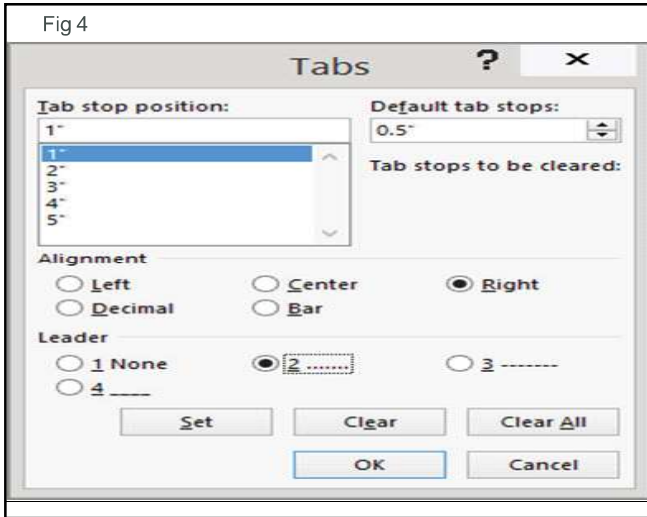 Fig 4
Tabs ? ×
Tab stop position: Default tab stops:
1" 0.5"
1" Tab stops to be cleared:
2"
3"
4"
5"
Alignment
Left Center Right
Decimal Bar
Leader
1 None 2 ....... 3 -------
4 ____
Set Clear Clear All
OK Cancel